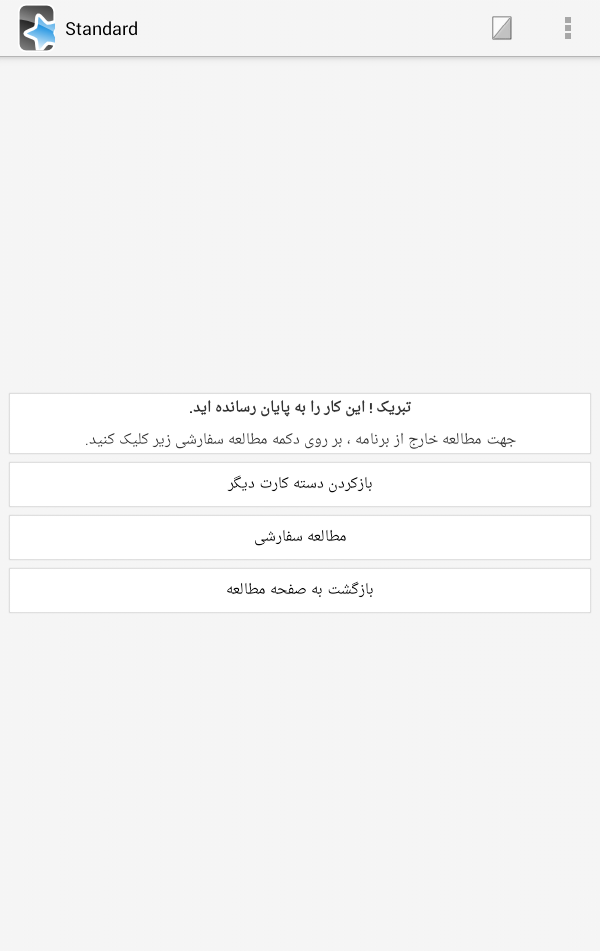 Standard
تبریک ! این کار را به پایان رسانده اید.
جهت مطالعه خارج از برنامه ، بر روی دکمه مطالعه سفارشی زیر کلیک کنید.
بازکردن دسته کارت دیگر
مطالعه سفارشی
بازگشت به صفحه مطالعه